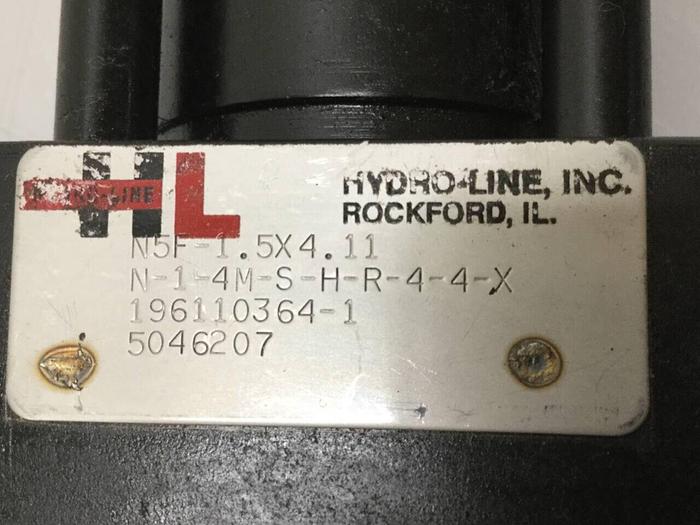 HL
HYDRO-LINE
HYDRO-LINE, INC.
ROCKFORD, IL.
N5F-1.5X4.11
N-1-4M-S-H-R-4-4-X
196110364-1
5046207